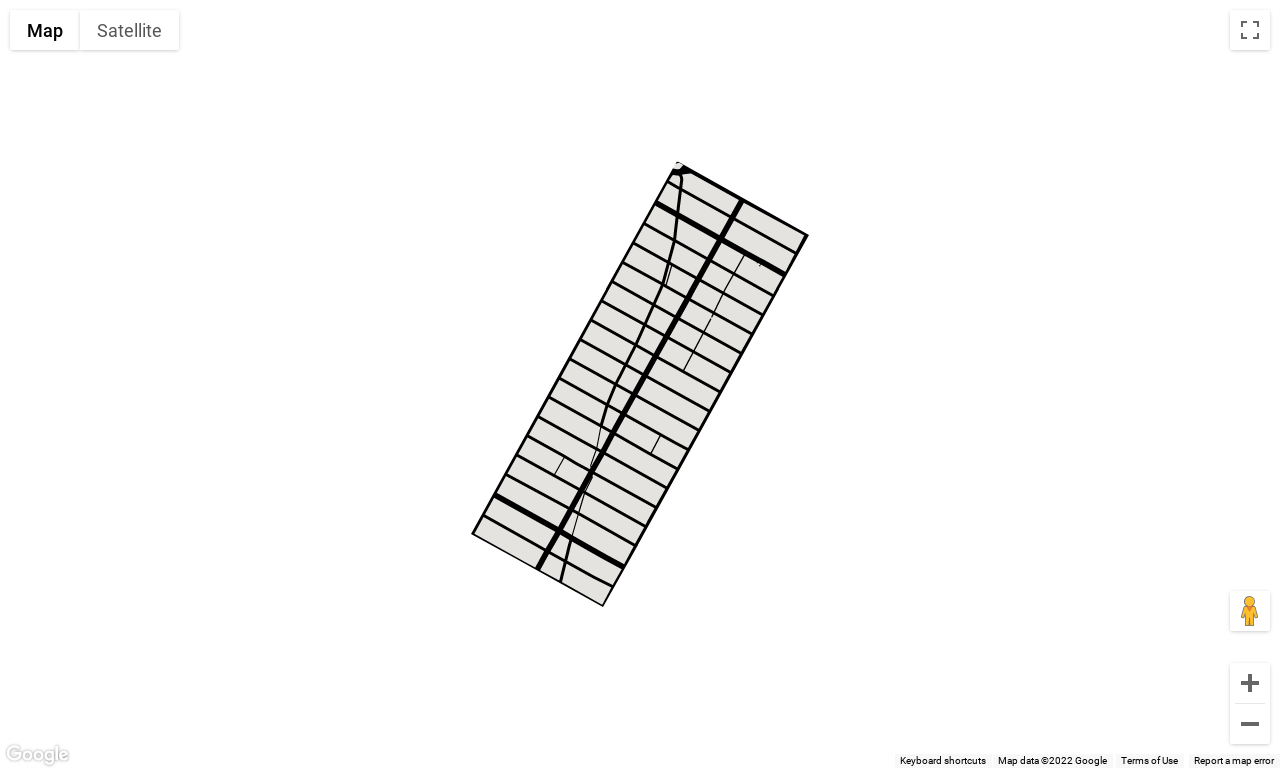 Map
Satellite
Google
Keyboard shortcuts
Map data ©2022 Google
Terms of Use
Report a map error